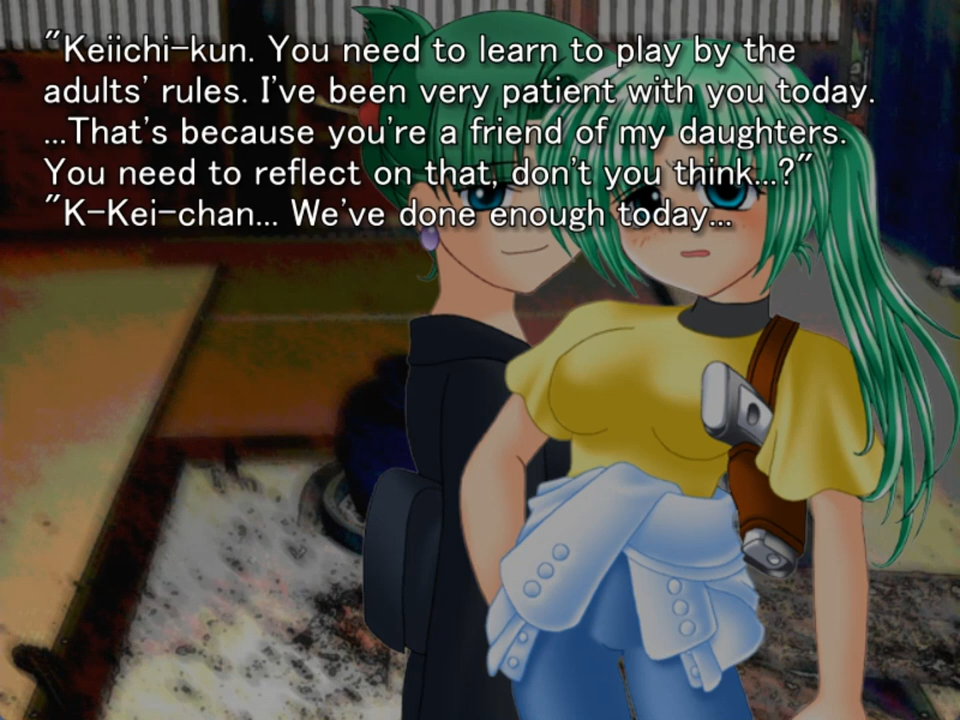 "Keiichi-kun. You need to learn to play by the
adults' rules. I've been very patient with you today.
...That's because you're a friend of my daughters.
You need to reflect on that, don't you think...?"
"K-Kei-chan... We've done enough today...